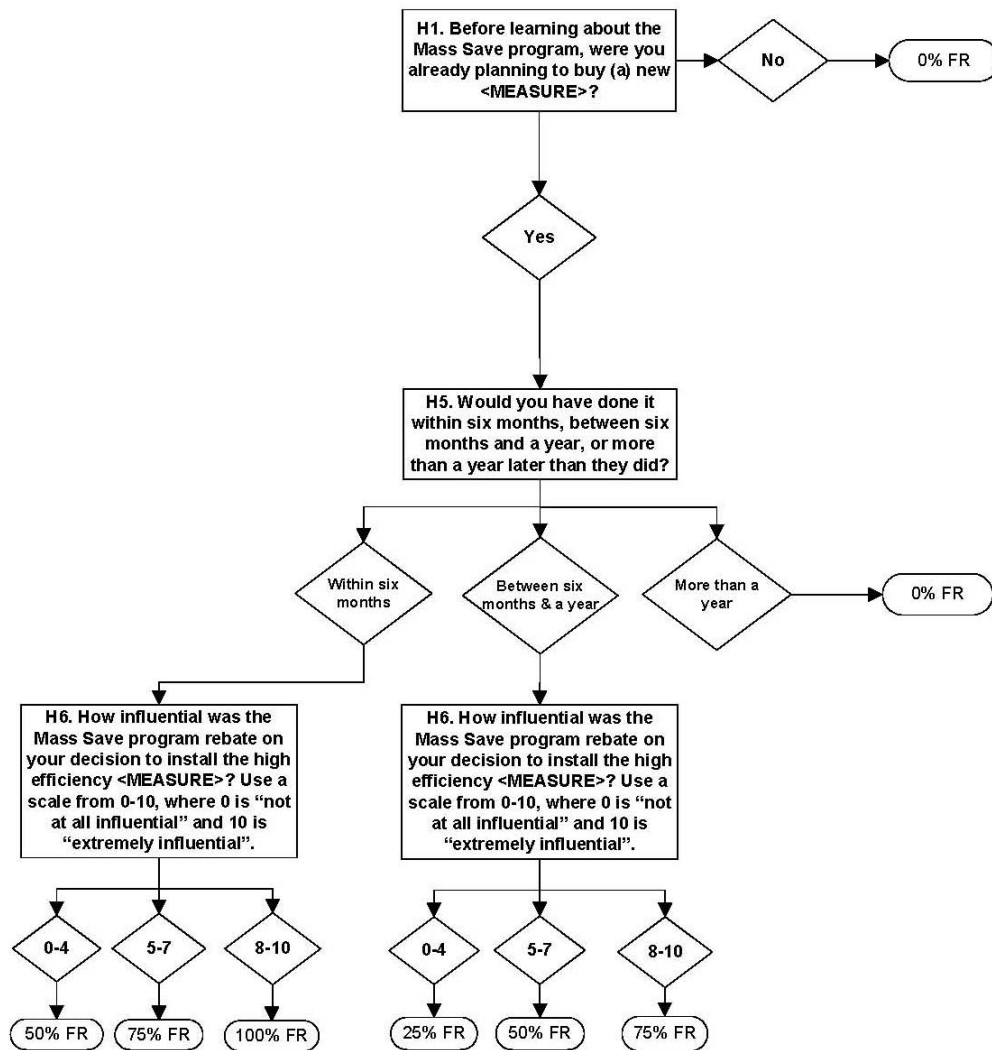 H1. Before learning about the
Mass Save program, were you
already planning to buy (a) new
<MEASURE>?
No
0% FR
Yes
H5. Would you have done it
within six months, between six
months and a year, or more
than a year later than they did?
Within six
months
Between six
months & a year
More than a
year
0% FR
H6. How influential was the
Mass Save program rebate on
your decision to install the high
efficiency <MEASURE>? Use a
scale from 0-10, where 0 is “not
at all influential” and 10 is
“extremely influential”.
H6. How influential was the
Mass Save program rebate on
your decision to install the high
efficiency <MEASURE>? Use a
scale from 0-10, where 0 is “not
at all influential” and 10 is
“extremely influential”.
0-4
5-7
8-10
0-4
5-7
8-10
50% FR
75% FR
100% FR
25% FR
50% FR
75% FR